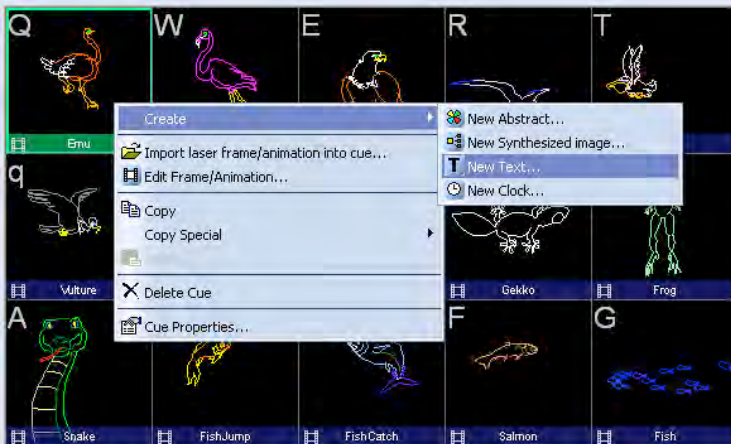 Q W E R T
Emu
Create
Import laser frame/animation into cue...
Edit Frame/Animation...
Copy
Copy Special
Delete Cue
Cue Properties...
New Abstract...
New Synthesized image...
T New Text...
New Clock...
q
Vulture Gekko Frog
A F G
Snake FishJump FishCatch Salmon Fish